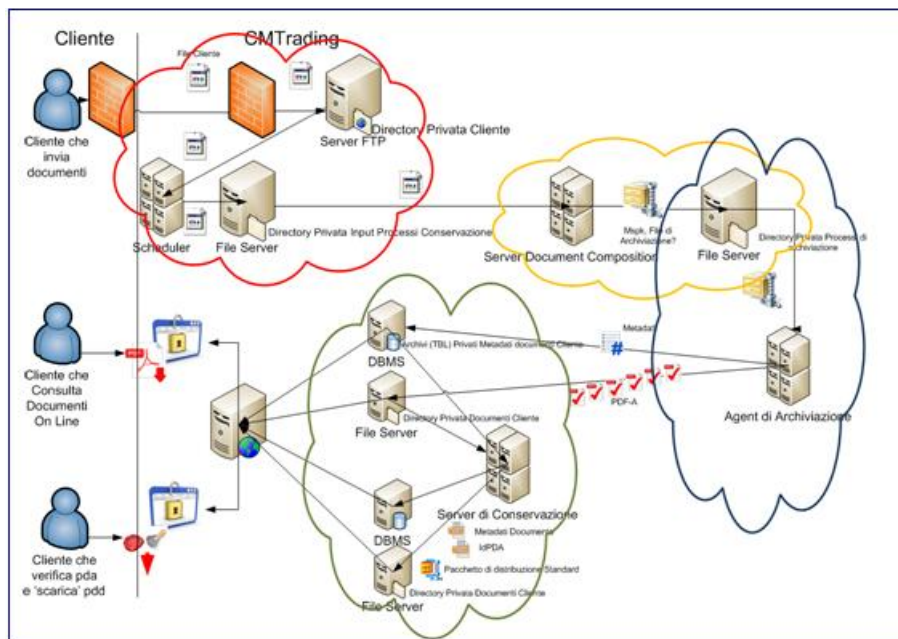 Cliente
CMTrading
File Cliente
Cliente che
invia
documenti
Server FTP
Directory Privata Cliente
Scheduler
File Server
Directory Privata Input Processi Conservazione
Server Document Composition
Mspk, File di
Archiviazione?
File Server
Directory Privata Process di
archiviazione
Cliente che
Consulta
Documenti
On Line
DBMS
Archivi (TBL) Privati Metadati documenti Cliente
Metadati
#
PDF-A
Agent di Archiviazione
File Server
Directory Privata Documenti Cliente
Server di Conservazione
DBMS
Metadati Documento
IdPDA
Pacchetto di distribuzione Standard
Directory Privata Documenti Cliente
File Server
Cliente che
verifica pda
e 'scarica' pdd